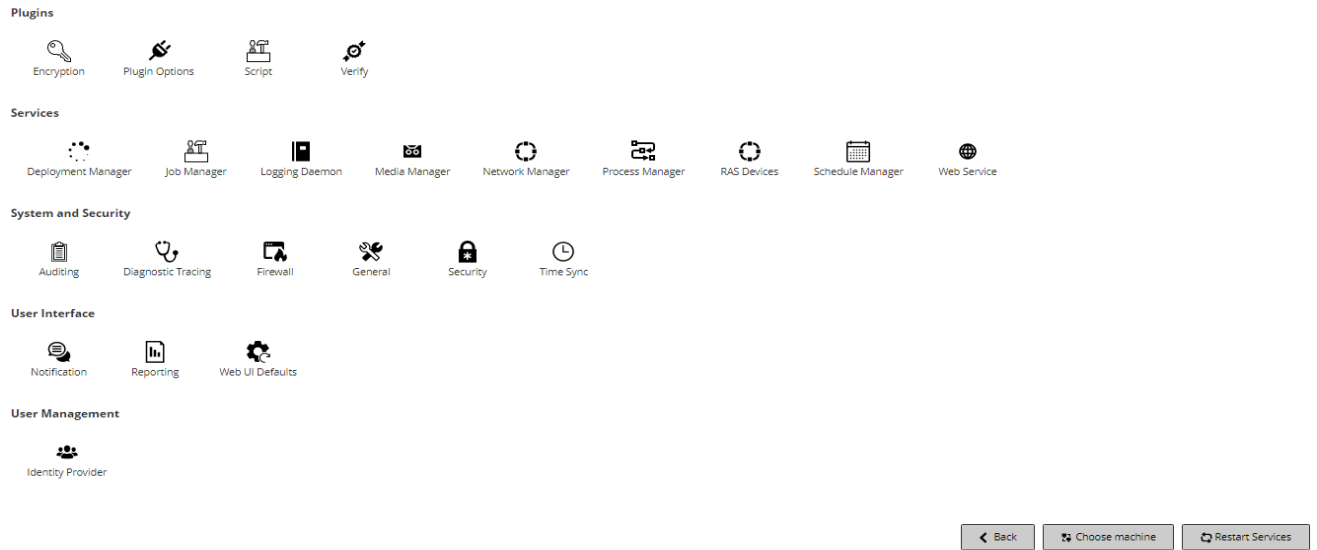 Plugins
Encryption Plugin Options Script Verify
Services
Deployment Manager Job Manager Logging Daemon Media Manager Network Manager Process Manager RAS Devices Schedule Manager Web Service
System and Security
Auditing Diagnostic Tracing Firewall General Security Time Sync
User Interface
Notification Reporting Web UI Defaults
User Management
Identity Provider
Back Choose machine Restart Services